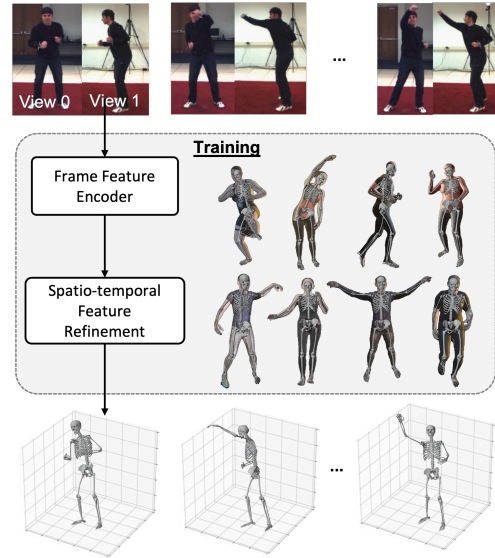 ...
View 0 View 1
Training
Frame Feature
Encoder
Spatio-temporal
Feature
Refinement
...